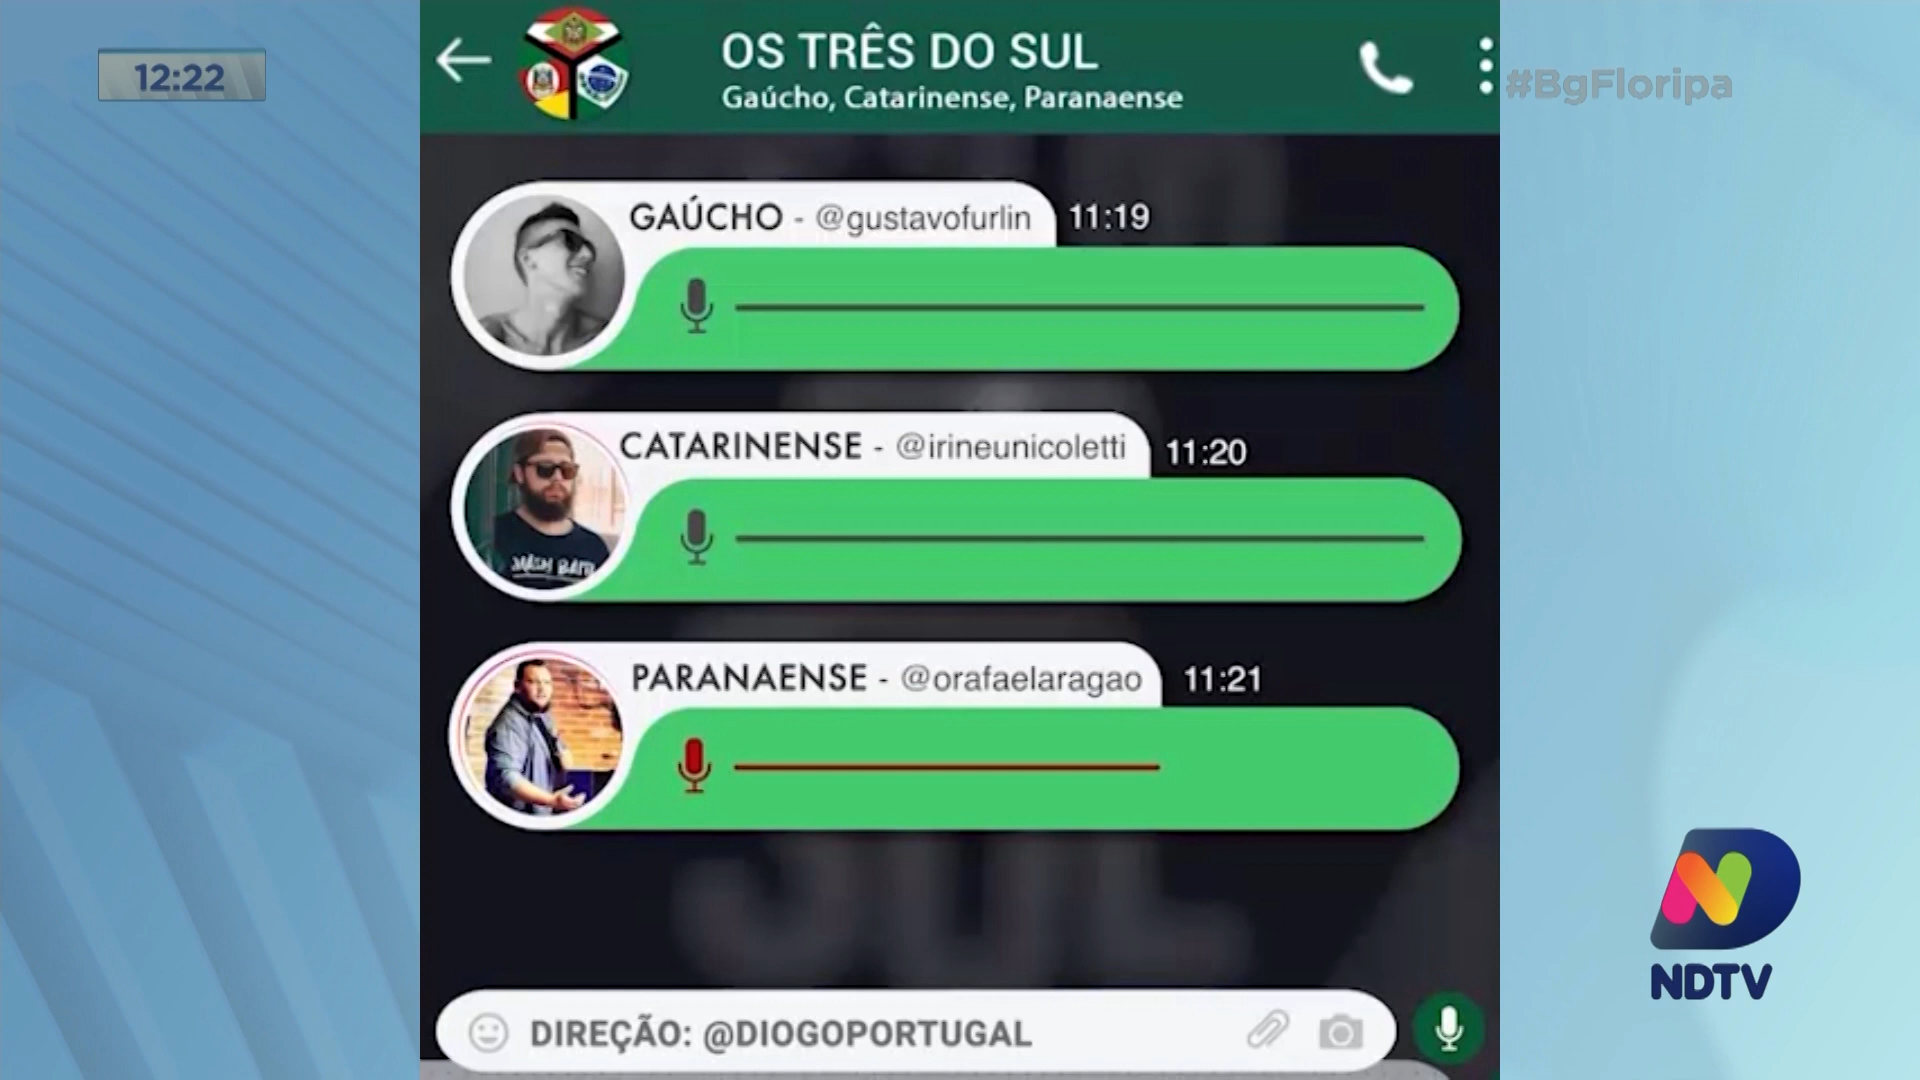 12:22
OS TRÊS DO SUL
Gaúcho, Catarinense, Paranaense
#BgFloripa
GAÚCHO - @gustavofurlin 11:19
CATARINENSE - @irineunicoletti 11:20
PARANAENSE - @orafaelaragao 11:21
SUL
DIREÇÃO: @DIOGOPORTUGAL
NDTV